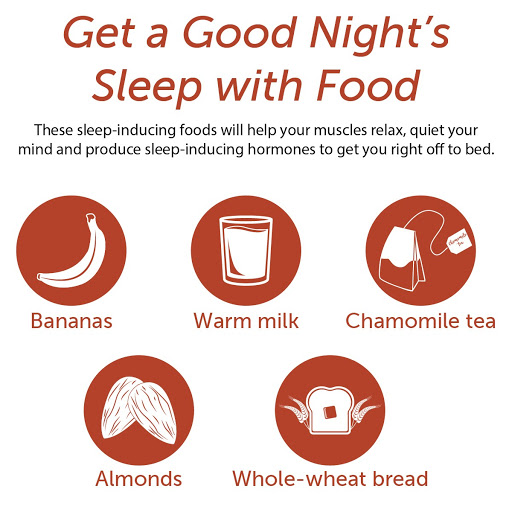 Get a Good Night's
Sleep with Food
These sleep-inducing foods will help your muscles relax, quiet your
mind and produce sleep-inducing hormones to get you right off to bed.
Bananas
Warm milk
chamomile
tea
Chamomile tea
Almonds
Whole-wheat bread